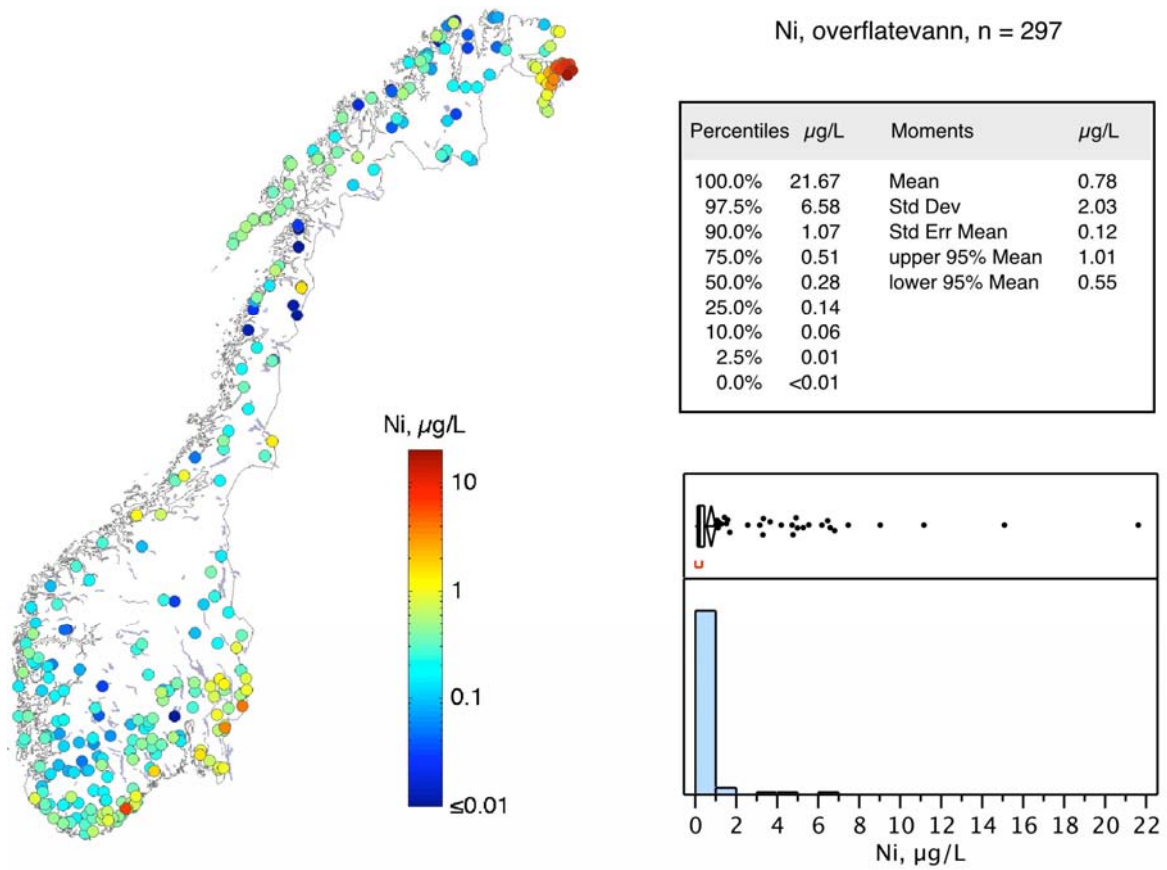 Ni, overflatevann, n = 297
Percentiles µg/L Moments µg/L
100.0% 21.67 Mean 0.78
97.5% 6.58 Std Dev 2.03
90.0% 1.07 Std Err Mean 0.12
75.0% 0.51 upper 95% Mean 1.01
50.0% 0.28 lower 95% Mean 0.55
25.0% 0.14
10.0% 0.06
2.5% 0.01
0.0% <0.01
Ni, µg/L
10
1
0.1
≤0.01
0 2 4 6 8 10 12 14 16 18 20 22
Ni, µg/L